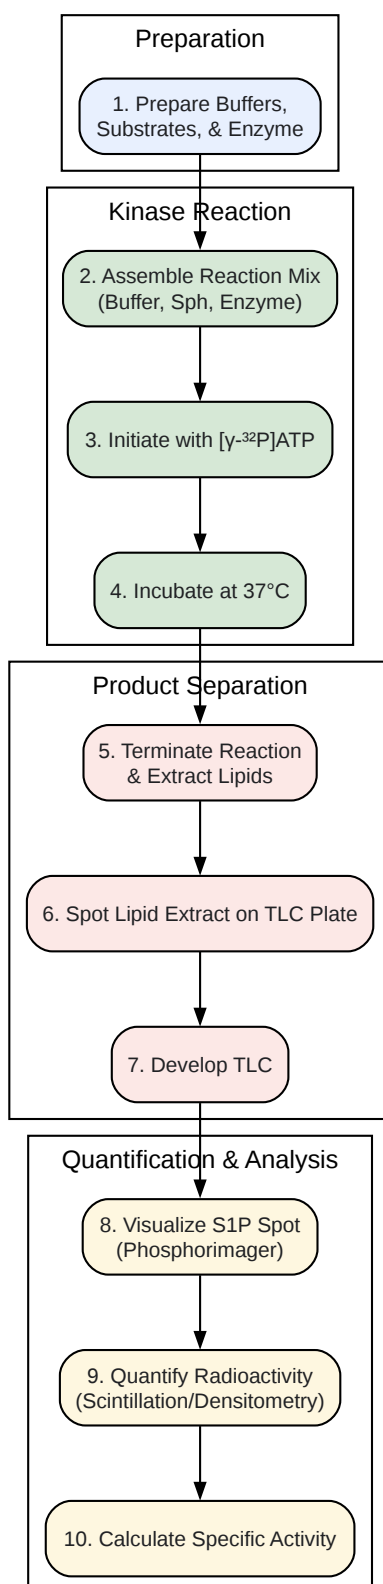 Preparation
1. Prepare Buffers,
Substrates, & Enzyme
Kinase Reaction
2. Assemble Reaction Mix
(Buffer, Sph, Enzyme)
3. Initiate with [γ-³²P]ATP
4. Incubate at 37°C
Product Separation
5. Terminate Reaction
& Extract Lipids
6. Spot Lipid Extract on TLC Plate
7. Develop TLC
Quantification & Analysis
8. Visualize S1P Spot
(Phosphorimager)
9. Quantify Radioactivity
(Scintillation/Densitometry)
10. Calculate Specific Activity